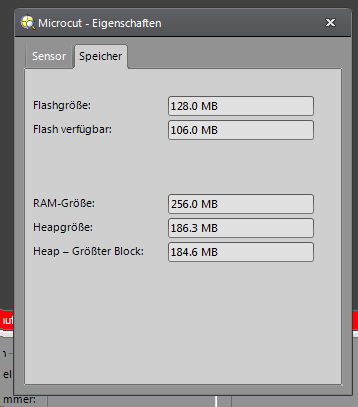 Microcut - Eigenschaften
Sensor Speicher
Flashgröße: 128.0 MB
Flash verfügbar: 106.0 MB
RAM-Größe: 256.0 MB
Heapgröße: 186.3 MB
Heap – Größter Block: 184.6 MB
mmer: